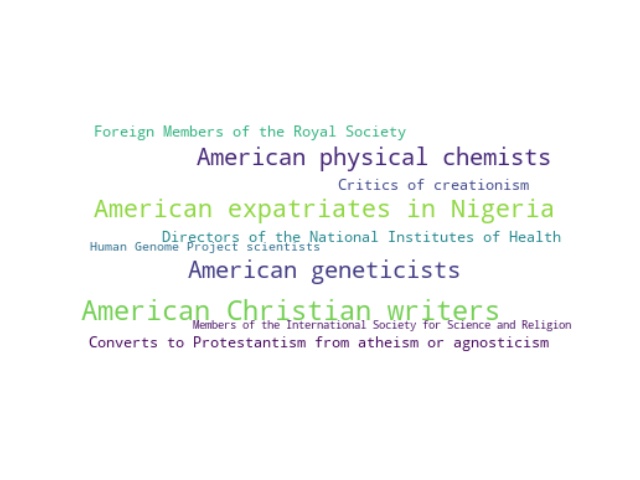 Foreign Members of the Royal Society
American physical chemists
Critics of creationism
American expatriates in Nigeria
Directors of the National Institutes of Health
Human Genome Project scientists
American geneticists
American Christian writers
Members of the International Society for Science and Religion
Converts to Protestantism from atheism or agnosticism